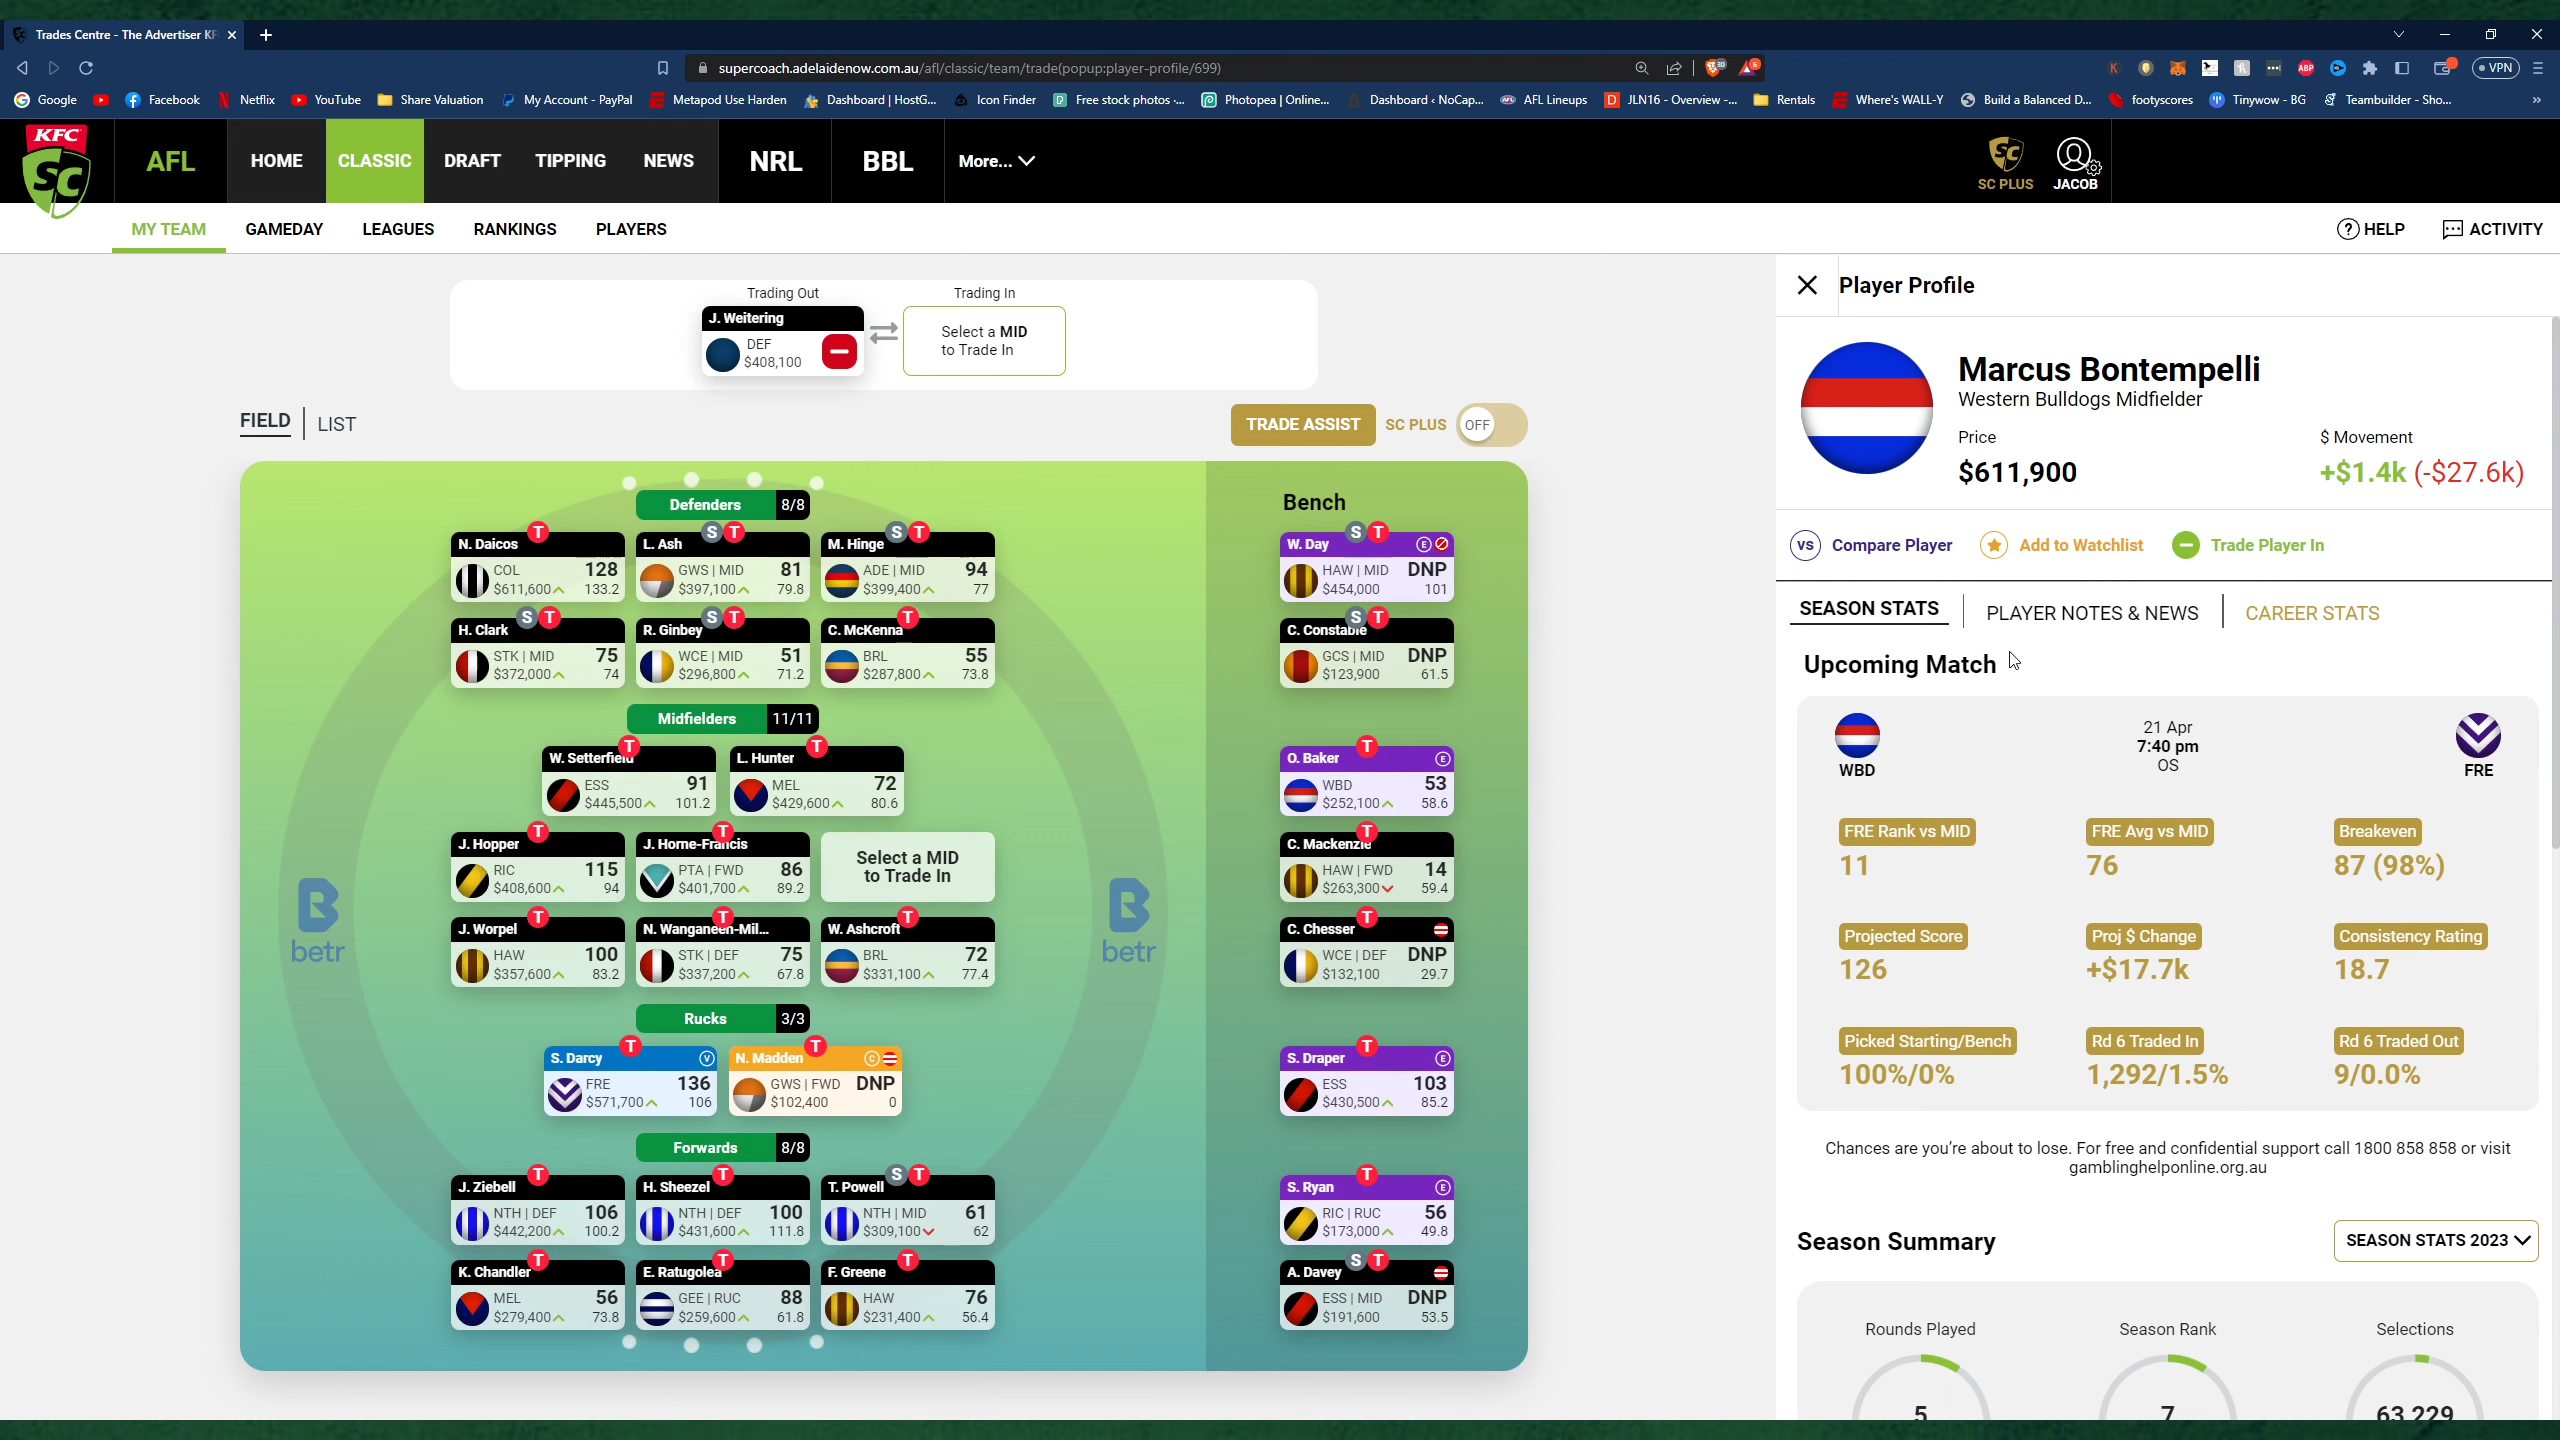 Trades Centre - The Advertiser KF
supercoach.adelaidenow.com.au/afl/classic/team/trade(popup:player-profile/699)
VPN
Google
Facebook
Netflix
YouTube
Share Valuation
My Account - PayPal
Metapod Use Harden
Dashboard | HostG...
Icon Finder
Free stock photos -...
Photopea | Online...
Dashboard ‹ NoCap...
AFL Lineups
JLN16 - Overview -...
Rentals
Where's WALL-Y
Build a Balanced D...
footyscores
Tinywow - BG
Teambuilder - Sho...
KFC
SC
AFL
HOME
CLASSIC
DRAFT
TIPPING
NEWS
NRL
BBL
More...
SC PLUS
JACOB
MY TEAM
GAMEDAY
LEAGUES
RANKINGS
PLAYERS
HELP
ACTIVITY
Trading Out
Trading In
J. Weitering
DEF
$408,100
Select a MID
to Trade In
FIELD
LIST
TRADE ASSIST
SC PLUS
OFF
Defenders 8/8
Bench
N. Daicos
COL 128
$611,600 133.2
L. Ash
GWS | MID 81
$397,100 79.8
M. Hinge
ADE | MID 94
$399,400 77
W. Day
HAW | MID DNP
$454,000 101
H. Clark
STK | MID 75
$372,000 74
R. Ginbey
WCE | MID 51
$296,800 71.2
C. McKenna
BRL 55
$287,800 73.8
C. Constable
GCS | MID DNP
$123,900 61.5
Midfielders 11/11
W. Setterfield
ESS 91
$445,500 101.2
L. Hunter
MEL 72
$429,600 80.6
O. Baker
WBD 53
$252,100 58.6
J. Hopper
RIC 115
$408,600 94
J. Horne-Francis
PTA | FWD 86
$401,700 89.2
Select a MID
to Trade In
C. Mackenzie
HAW | FWD 14
$263,300 59.4
J. Worpel
HAW 100
$357,600 83.2
N. Wanganeen-Mil...
STK | DEF 75
$337,200 67.8
W. Ashcroft
BRL 72
$331,100 77.4
C. Chesser
WCE | DEF DNP
$132,100 29.7
betr
betr
Rucks 3/3
S. Darcy
FRE 136
$571,700 106
N. Madden
GWS | FWD DNP
$102,400 0
S. Draper
ESS 103
$430,500 85.2
Forwards 8/8
J. Ziebell
NTH | DEF 106
$442,200 100.2
H. Sheezel
NTH | DEF 100
$431,600 111.8
T. Powell
NTH | MID 61
$309,100 62
S. Ryan
RIC | RUC 56
$173,000 49.8
K. Chandler
MEL 56
$279,400 73.8
E. Ratugolea
GEE | RUC 88
$259,600 61.8
F. Greene
HAW 76
$231,400 56.4
A. Davey
ESS | MID DNP
$191,600 53.5
Player Profile
Marcus Bontempelli
Western Bulldogs Midfielder
Price
$ Movement
$611,900
+$1.4k (-$27.6k)
VS Compare Player
Add to Watchlist
Trade Player In
SEASON STATS
PLAYER NOTES & NEWS
CAREER STATS
Upcoming Match
WBD
21 Apr
7:40 pm
OS
FRE
FRE Rank vs MID
FRE Avg vs MID
Breakeven
11
76
87 (98%)
Projected Score
Proj $ Change
Consistency Rating
126
+$17.7k
18.7
Picked Starting/Bench
Rd 6 Traded In
Rd 6 Traded Out
100%/0%
1,292/1.5%
9/0.0%
Chances are you're about to lose. For free and confidential support call 1800 858 858 or visit
gamblinghelponline.org.au
Season Summary
SEASON STATS 2023
Rounds Played
Season Rank
Selections
5
7
63,229